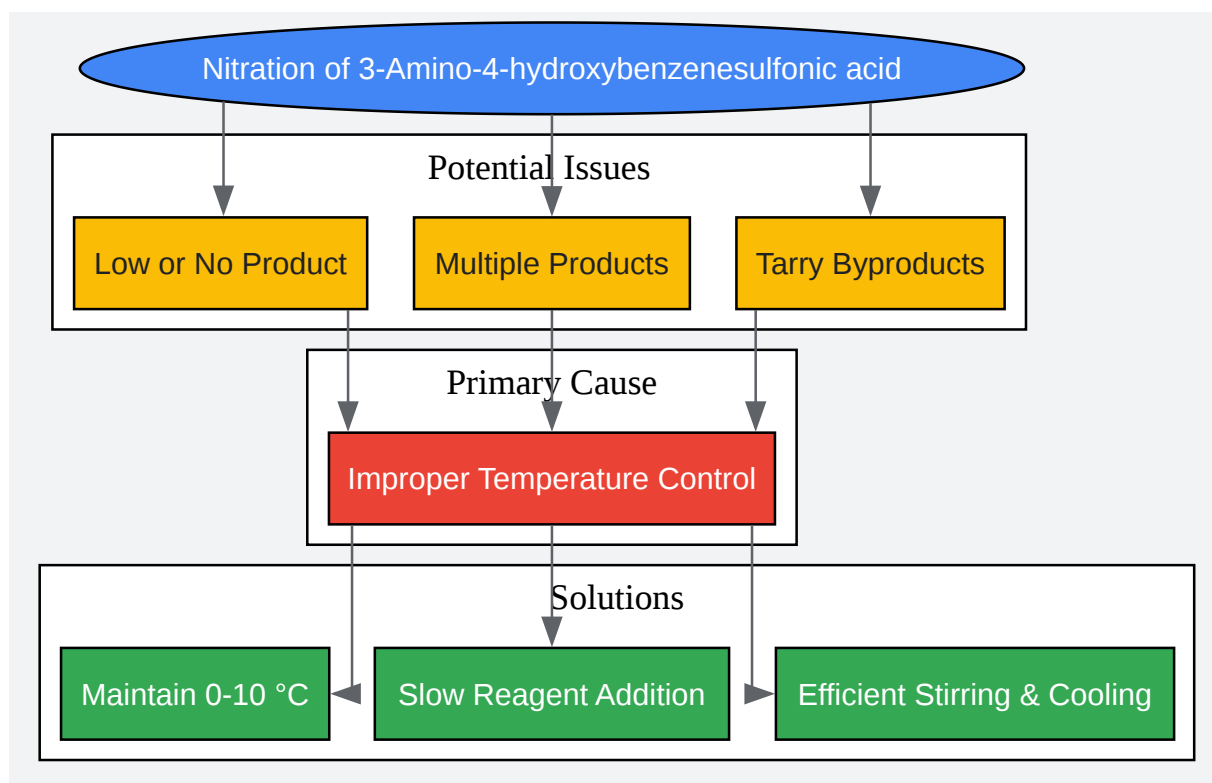 Nitration of 3-Amino-4-hydroxybenzenesulfonic acid
Potential Issues
Low or No Product
Multiple Products
Tarry Byproducts
Primary Cause
Improper Temperature Control
Solutions
Maintain 0-10 °C
Slow Reagent Addition
Efficient Stirring & Cooling